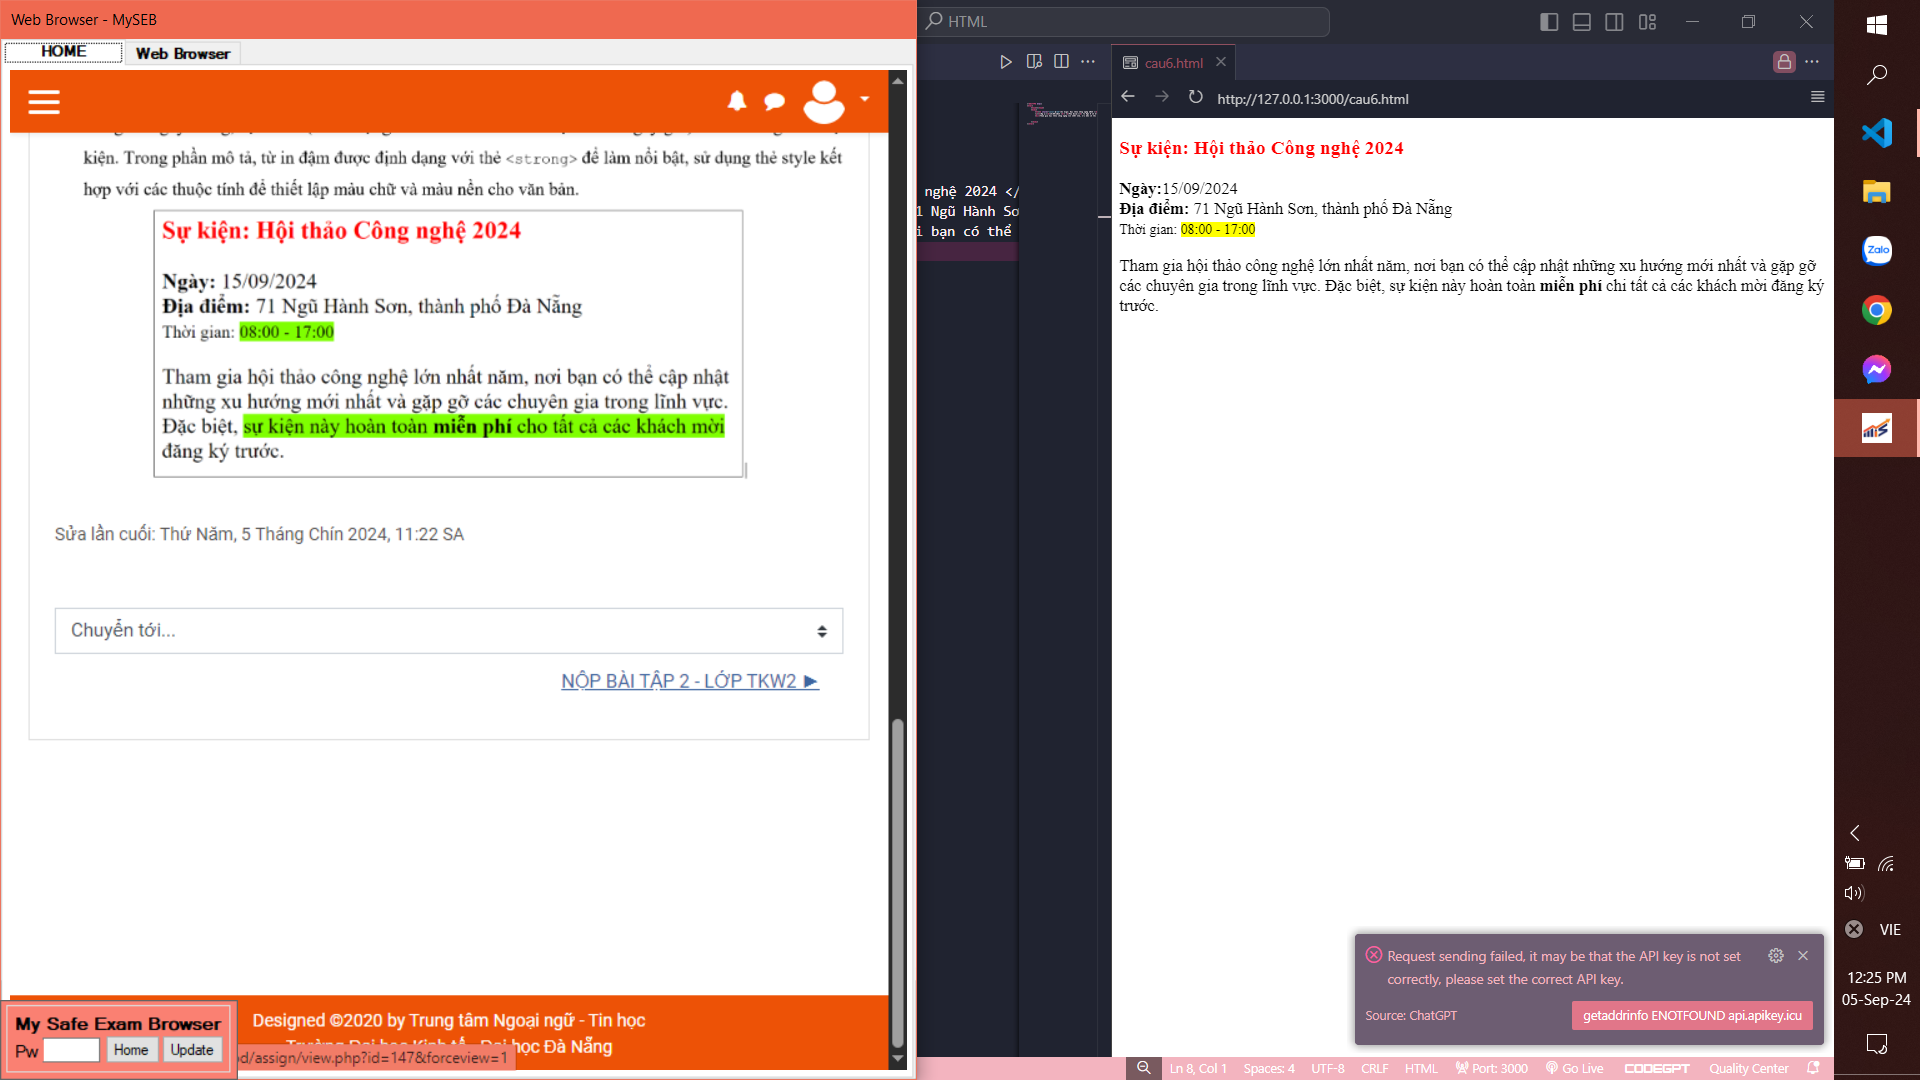 Web Browser - MySEB
HOME
Web Browser
kiện. Trong phần mô tả, từ in đậm được định dạng với thẻ <strong> để làm nổi bật, sử dụng thẻ style kết
hợp với các thuộc tính để thiết lập màu chữ và màu nền cho văn bản.
Sự kiện: Hội thảo Công nghệ 2024
Ngày: 15/09/2024
Địa điểm: 71 Ngũ Hành Sơn, thành phố Đà Nẵng
Thời gian: 08:00 - 17:00
Tham gia hội thảo công nghệ lớn nhất năm, nơi bạn có thể cập nhật
những xu hướng mới nhất và gặp gỡ các chuyên gia trong lĩnh vực.
Đặc biệt, sự kiện này hoàn toàn miễn phí cho tất cả các khách mời
đăng ký trước.
Sửa lần cuối: Thứ Năm, 5 Tháng Chín 2024, 11:22 SA
Chuyển tới...
NỘP BÀI TẬP 2 - LỚP TKW2 ►
Designed ©2020 by Trung tâm Ngoại ngữ - Tin học
học Đà Nẵng
My Safe Exam Browser
Pw
Home
Update
d/assign/view.php?id=147&forceview=1
HTML
nghệ 2024 </
1 Ngũ Hành Sơ
i bạn có thể
cau6.html
http://127.0.0.1:3000/cau6.html
Sự kiện: Hội thảo Công nghệ 2024
Ngày:15/09/2024
Địa điểm: 71 Ngũ Hành Sơn, thành phố Đà Nẵng
Thời gian: 08:00 - 17:00
Tham gia hội thảo công nghệ lớn nhất năm, nơi bạn có thể cập nhật những xu hướng mới nhất và gặp gỡ
các chuyên gia trong lĩnh vực. Đặc biệt, sự kiện này hoàn toàn miễn phí chi tất cả các khách mời đăng ký
trước.
Request sending failed, it may be that the API key is not set
correctly, please set the correct API key.
Source: ChatGPT
getaddrinfo ENOTFOUND api.apikey.icu
Ln 8, Col 1
Spaces: 4
UTF-8
CRLF
HTML
Port: 3000
Go Live
CODEGPT
Quality Center
Zalo
VIE
12:25 PM
05-Sep-24